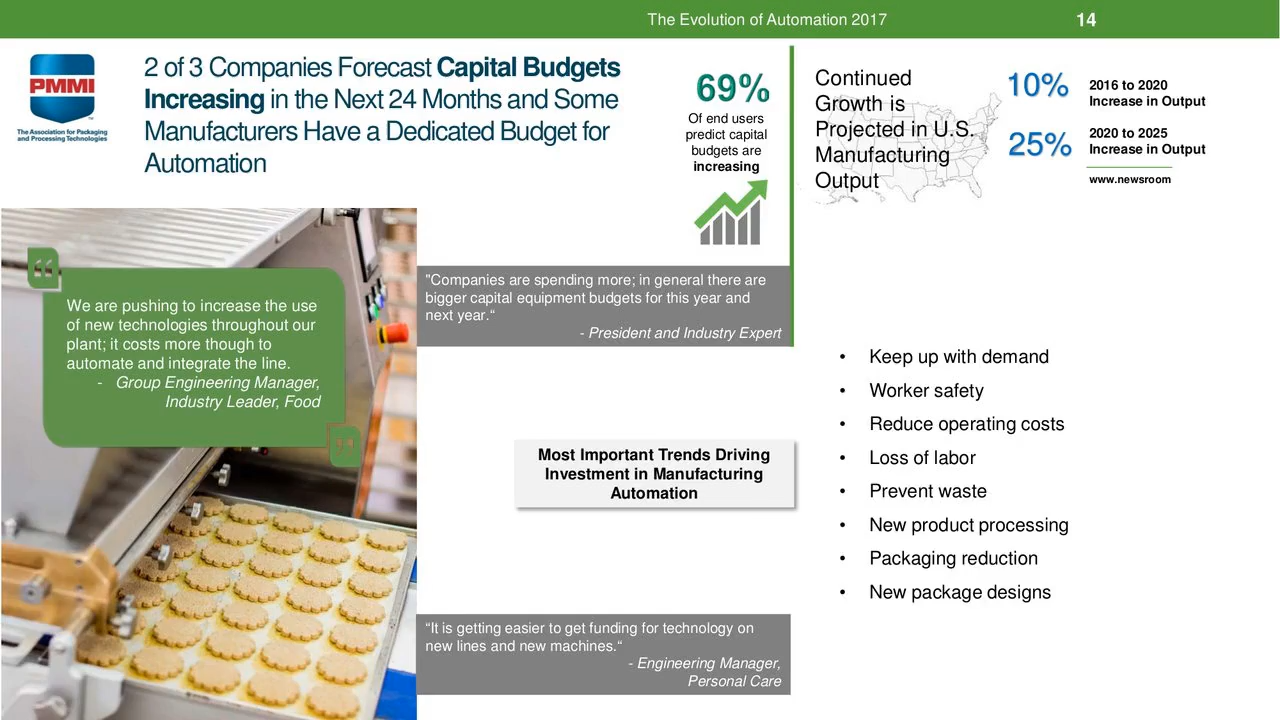 The Evolution of Automation 2017
14
PMMI
TM
The Association for Packaging
and Processing Technologies
2 of 3 Companies Forecast Capital Budgets
Increasing in the Next 24 Months and Some
Manufacturers Have a Dedicated Budget for
Automation
69%
Of end users
predict capital
budgets are
increasing
Continued
Growth is
Projected in U.S.
Manufacturing
Output
10%
2016 to 2020
Increase in Output
25%
2020 to 2025
Increase in Output
www.newsroom
“
We are pushing to increase the use
of new technologies throughout our
plant; it costs more though to
automate and integrate the line.
- Group Engineering Manager,
Industry Leader, Food
”
"Companies are spending more; in general there are
bigger capital equipment budgets for this year and
next year.“
- President and Industry Expert
Most Important Trends Driving
Investment in Manufacturing
Automation
• Keep up with demand
• Worker safety
• Reduce operating costs
• Loss of labor
• Prevent waste
• New product processing
• Packaging reduction
• New package designs
“It is getting easier to get funding for technology on
new lines and new machines.“
- Engineering Manager,
Personal Care